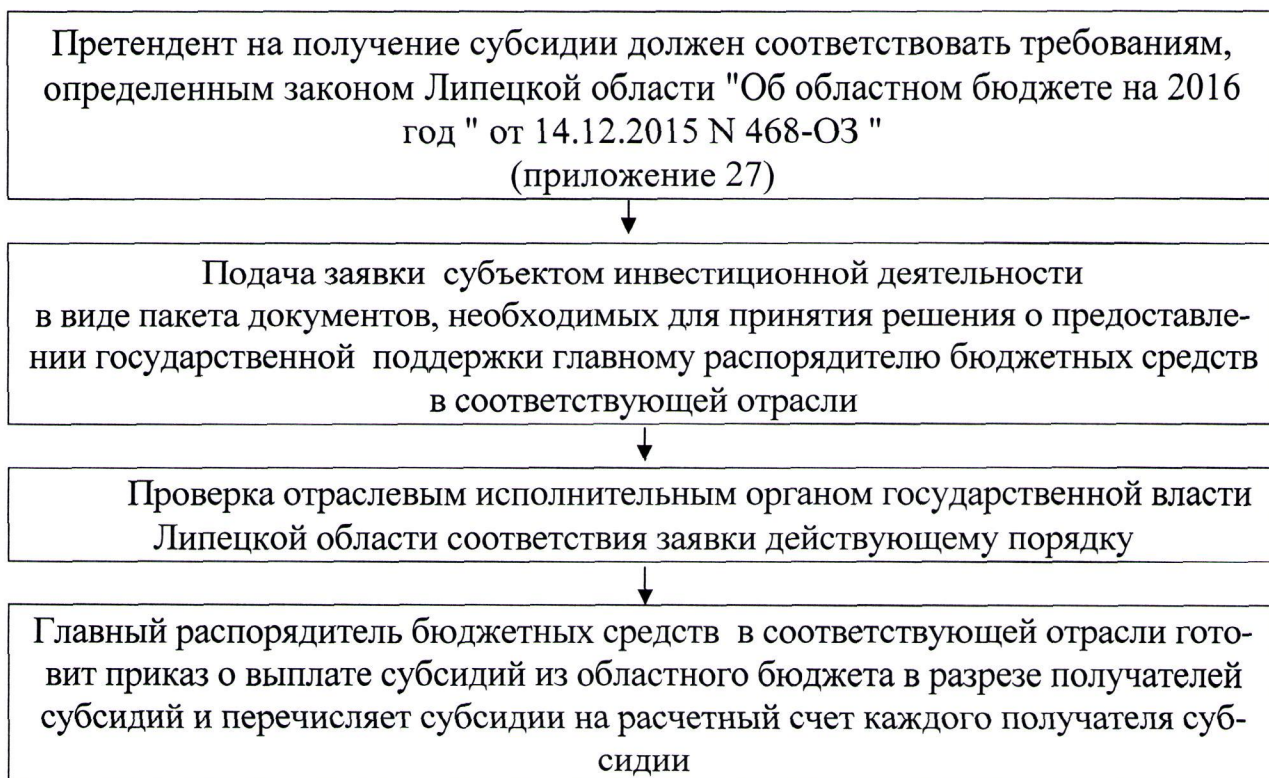 Претендент на получение субсидии должен соответствовать требованиям,
определенным законом Липецкой области "Об областном бюджете на 2016
год " от 14.12.2015 N 468-ОЗ "
(приложение 27)
Подача заявки субъектом инвестиционной деятельности
в виде пакета документов, необходимых для принятия решения о предоставле-
нии государственной поддержки главному распорядителю бюджетных средств
в соответствующей отрасли
Проверка отраслевым исполнительным органом государственной власти
Липецкой области соответствия заявки действующему порядку
Главный распорядитель бюджетных средств в соответствующей отрасли гото-
вит приказ о выплате субсидий из областного бюджета в разрезе получателей
субсидий и перечисляет субсидии на расчетный счет каждого получателя суб-
сидии